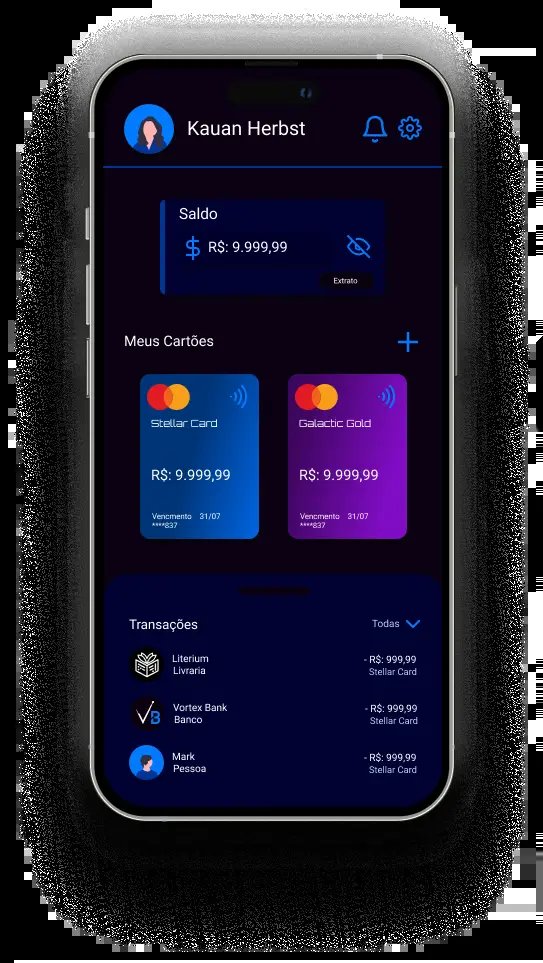 Kauan Herbst
Saldo
R$: 9.999,99
Extrato
Meus Cartões
Stellar Card
R$: 9.999,99
Vencmento 31/07
****837
Galactic Gold
R$: 9.999,99
Vencmento 31/07
****837
Transações
Todas
Literium
Livraria
- R$: 999,99
Stellar Card
Vortex Bank
Banco
- R$: 999,99
Stellar Card
Mark
Pessoa
- R$: 999,99
Stellar Card